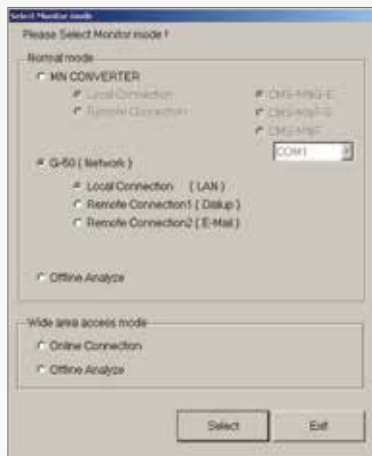 Select Monitor mode
Please Select Monitor mode !
Normal mode
MN CONVERTER
Local Connection
Remote Connection
COM1
G-50 ( Network )
Local Connection ( LAN )
Remote Connection1 ( Dialup )
Remote Connection2 ( E-Mail )
Offline Analyze
Wide area access mode
Online Connection
Offline Analyze
Select
Exit